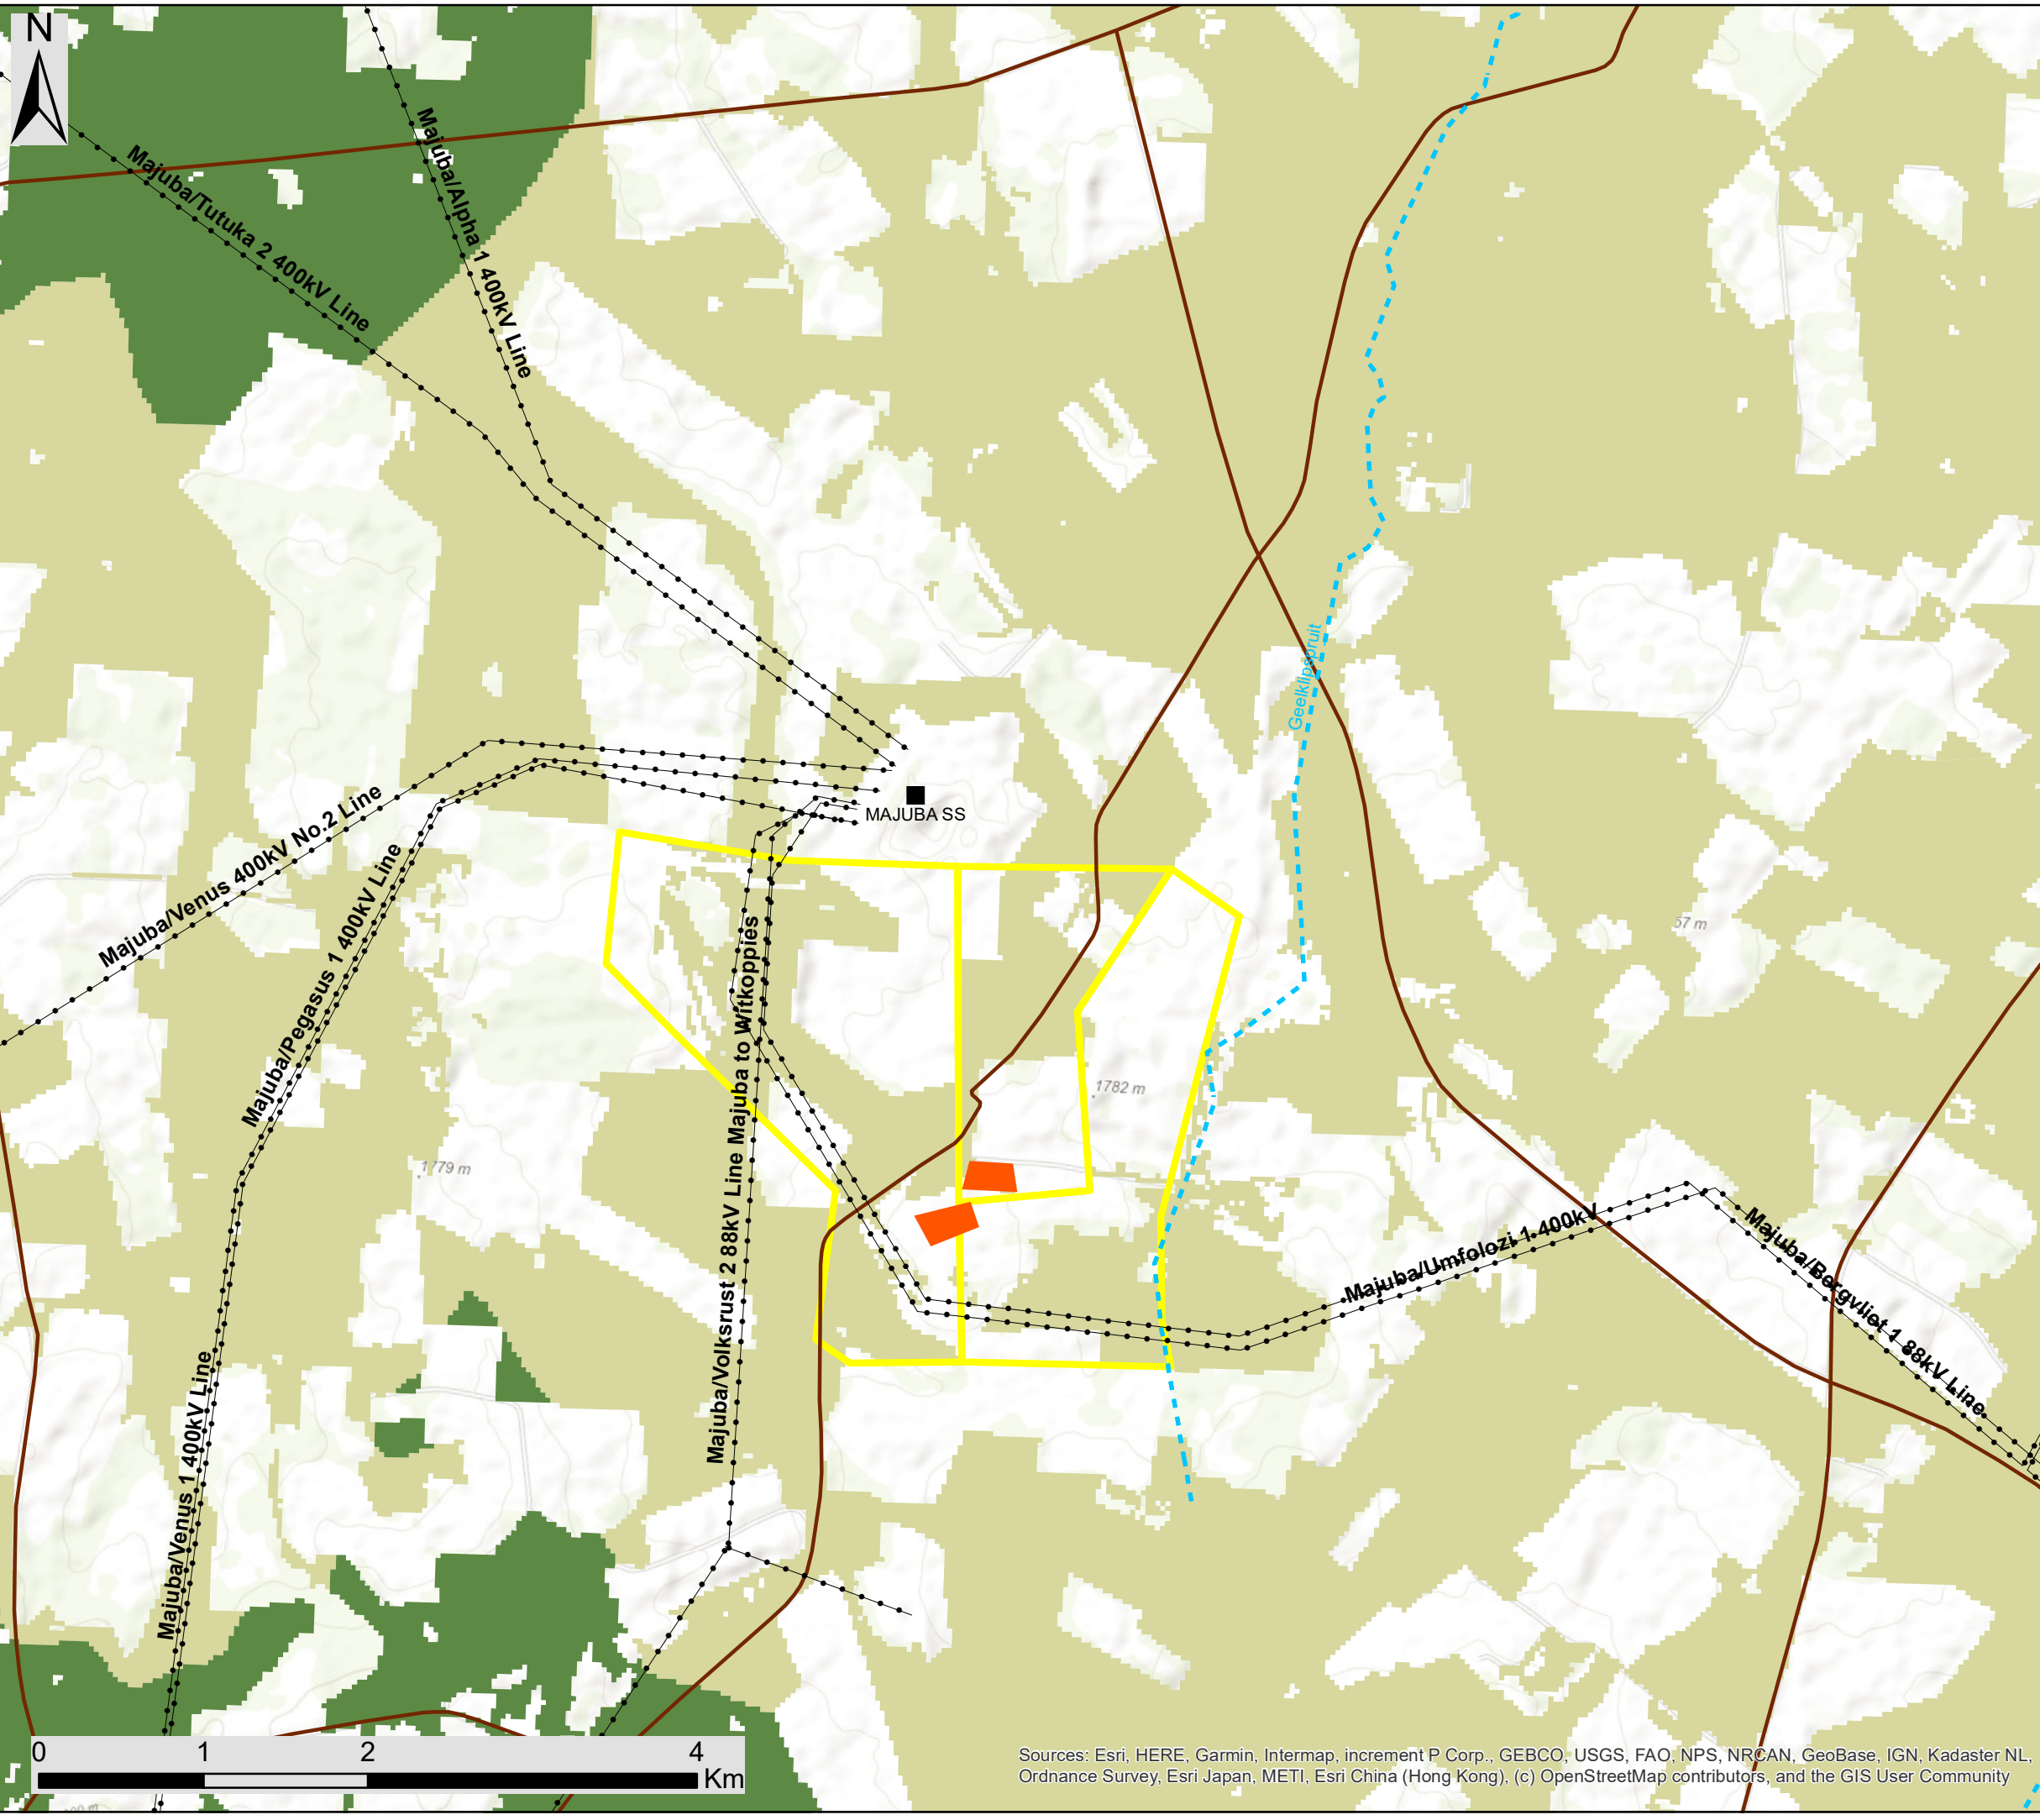 N
Majuba/Alpha 1 400kV Line
Majuba/Tutuka 2 400kV Line
Geelklipspruit
MAJUBA SS
Majuba/Venus 400kV No.2 Line
Majuba/Pegasus 1 400kV Line
57 m
1782 m
1779 m
Majuba/Volksrust 2 88kV Line Majuba to Witkoppies
Majuba/Umfolozi 1 400kV
Majuba/Bergvliet 1 88kV Line
Majuba/Venus 1 400kV Line
0 1 2 4
Km
Sources: Esri, HERE, Garmin, Intermap, increment P Corp., GEBCO, USGS, FAO, NPS, NRCAN, GeoBase, IGN, Kadaster NL,
Ordnance Survey, Esri Japan, METI, Esri China (Hong Kong), (c) OpenStreetMap contributors, and the GIS User Community